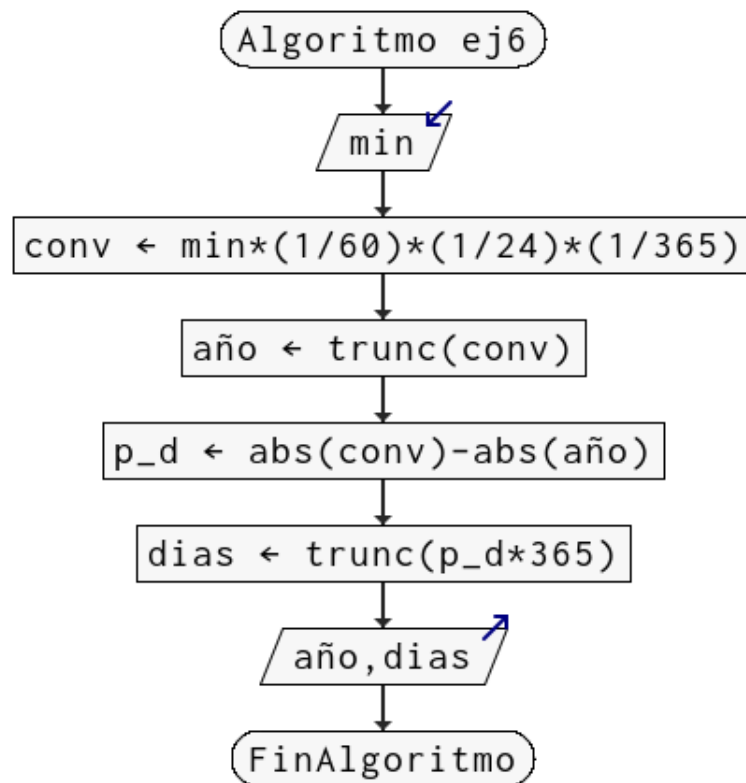 Algoritmo ej6
min
conv ← min*(1/60)*(1/24)*(1/365)
año ← trunc(conv)
p_d ← abs(conv)-abs(año)
dias ← trunc(p_d*365)
año,dias
FinAlgoritmo